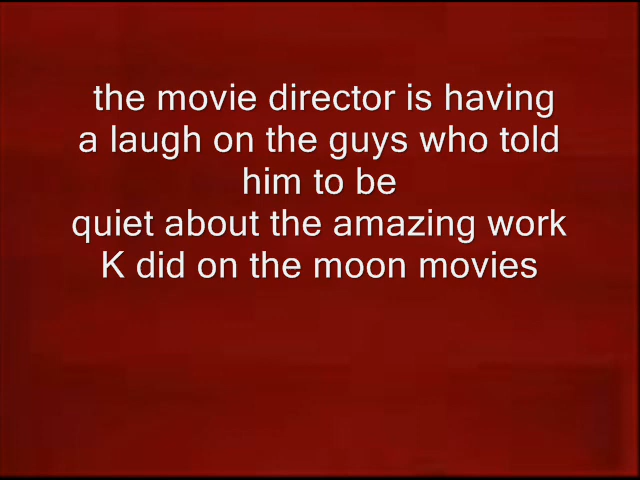 the movie director is having
a laugh on the guys who told
him to be
quiet about the amazing work
K did on the moon movies